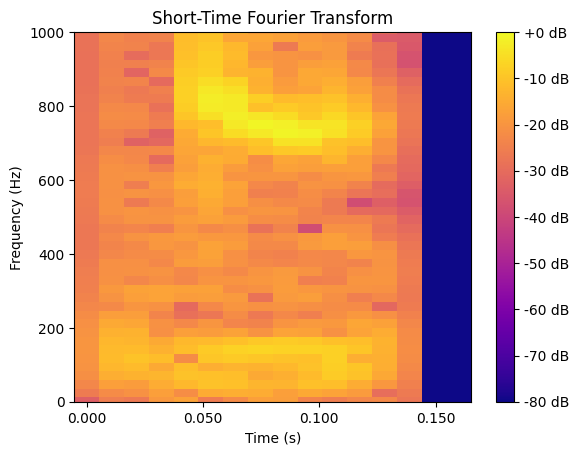 Short-Time Fourier Transform
1000
800
600
400
200
0
Frequency (Hz)
0.000
0.050
0.100
0.150
Time (s)
+0 dB
-10 dB
-20 dB
-30 dB
-40 dB
-50 dB
-60 dB
-70 dB
-80 dB